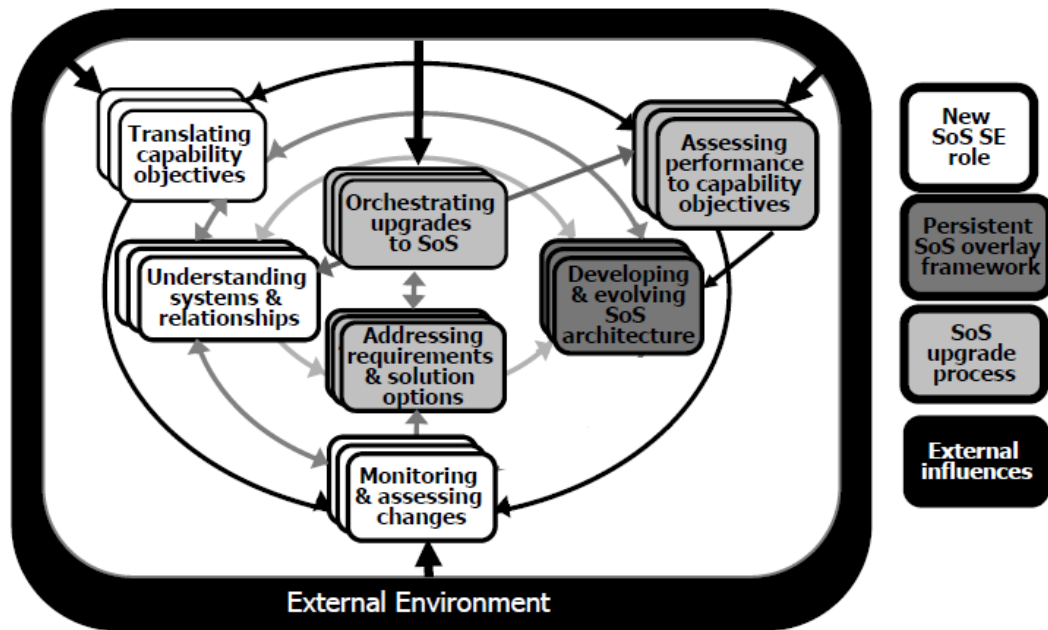 Translating
capability
objectives
Assessing
performance
to capability
objectives
Orchestrating
upgrades
to SoS
Understanding
systems &
relationships
Developing
& evolving
SoS
architecture
Addressing
requirements
& solution
options
Monitoring
& assessing
changes
External Environment
New
SoS SE
role
Persistent
SoS overlay
framework
SoS
upgrade
process
External
influences